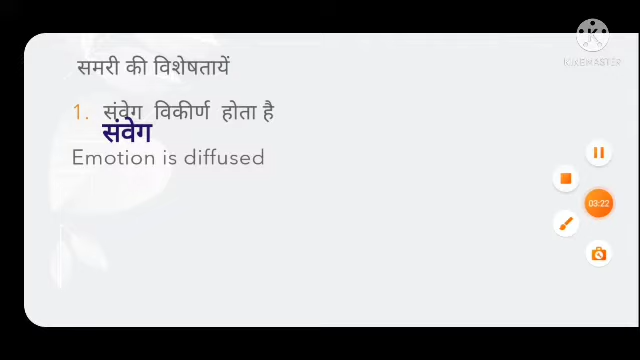 समरी की विशेषतायें
1. संवेग विकीर्ण होता है
संवेग
Emotion is diffused
KINEMASTER
03:22